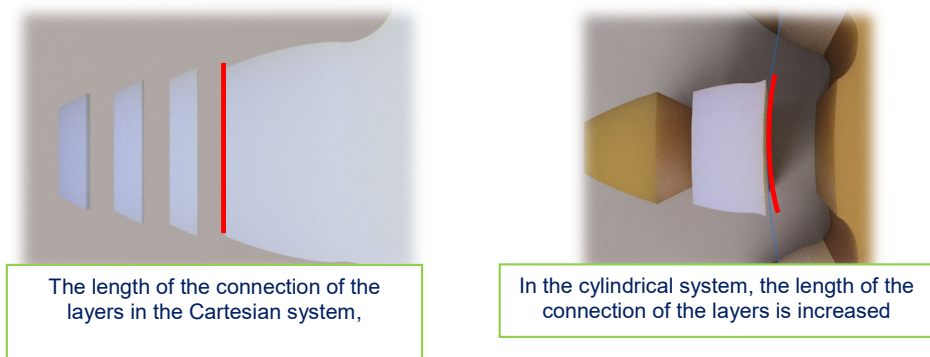 The length of the connection of the
layers in the Cartesian system,
In the cylindrical system, the length of the
connection of the layers is increased